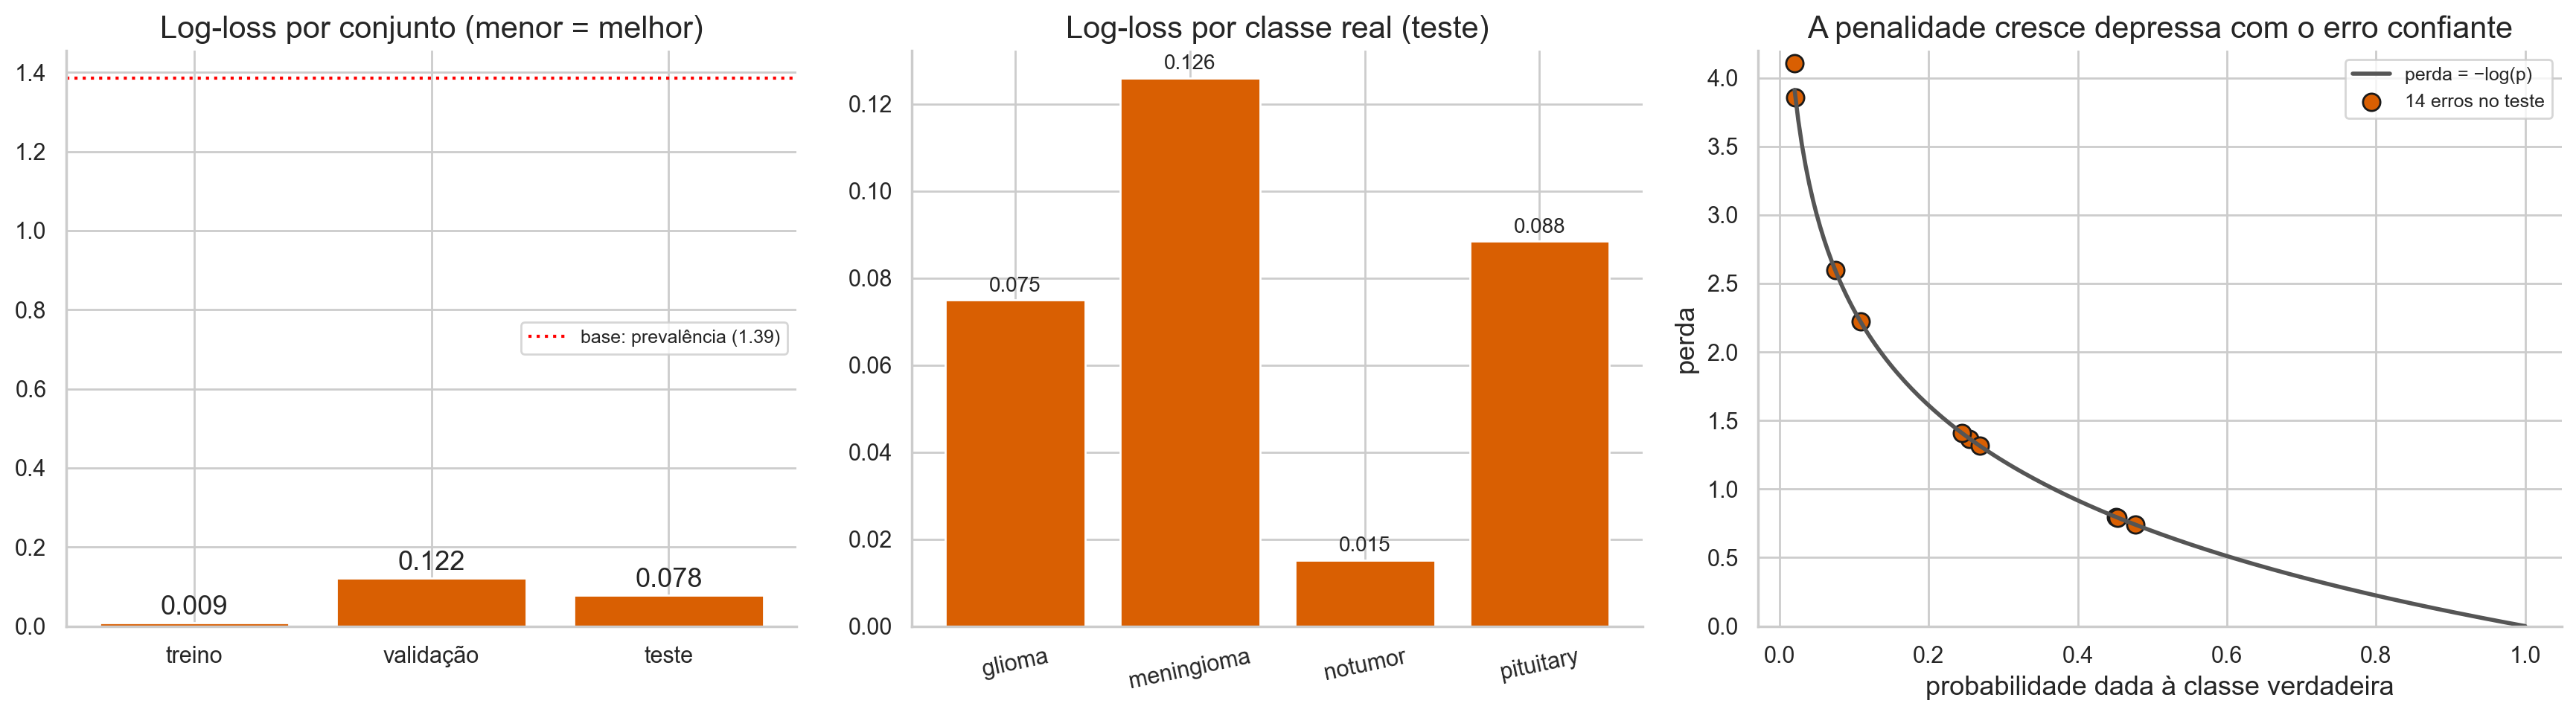 Log-loss por conjunto (menor = melhor)
1.4
1.2
1.0
0.8
0.6
0.4
0.2
0.0
base: prevalência (1.39)
0.009
0.122
0.078
treino
validação
teste
Log-loss por classe real (teste)
0.12
0.10
0.08
0.06
0.04
0.02
0.00
0.075
0.126
0.015
0.088
glioma
meningioma
notumor
pituitary
A penalidade cresce depressa com o erro confiante
perda = −log(p)
14 erros no teste
perda
4.0
3.5
3.0
2.5
2.0
1.5
1.0
0.5
0.0
0.0
0.2
0.4
0.6
0.8
1.0
probabilidade dada à classe verdadeira